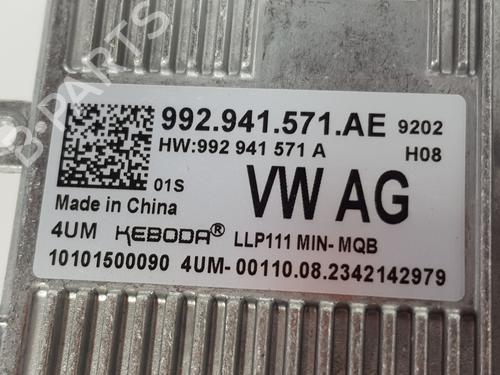 992.941.571.AE 9202
HW:992 941 571 A H08
01S VW AG
Made in China
4UM KEBODA® LLP111 MIN- MQB
10101500090 4UM- 00110.08.2342142979
B-PARTS